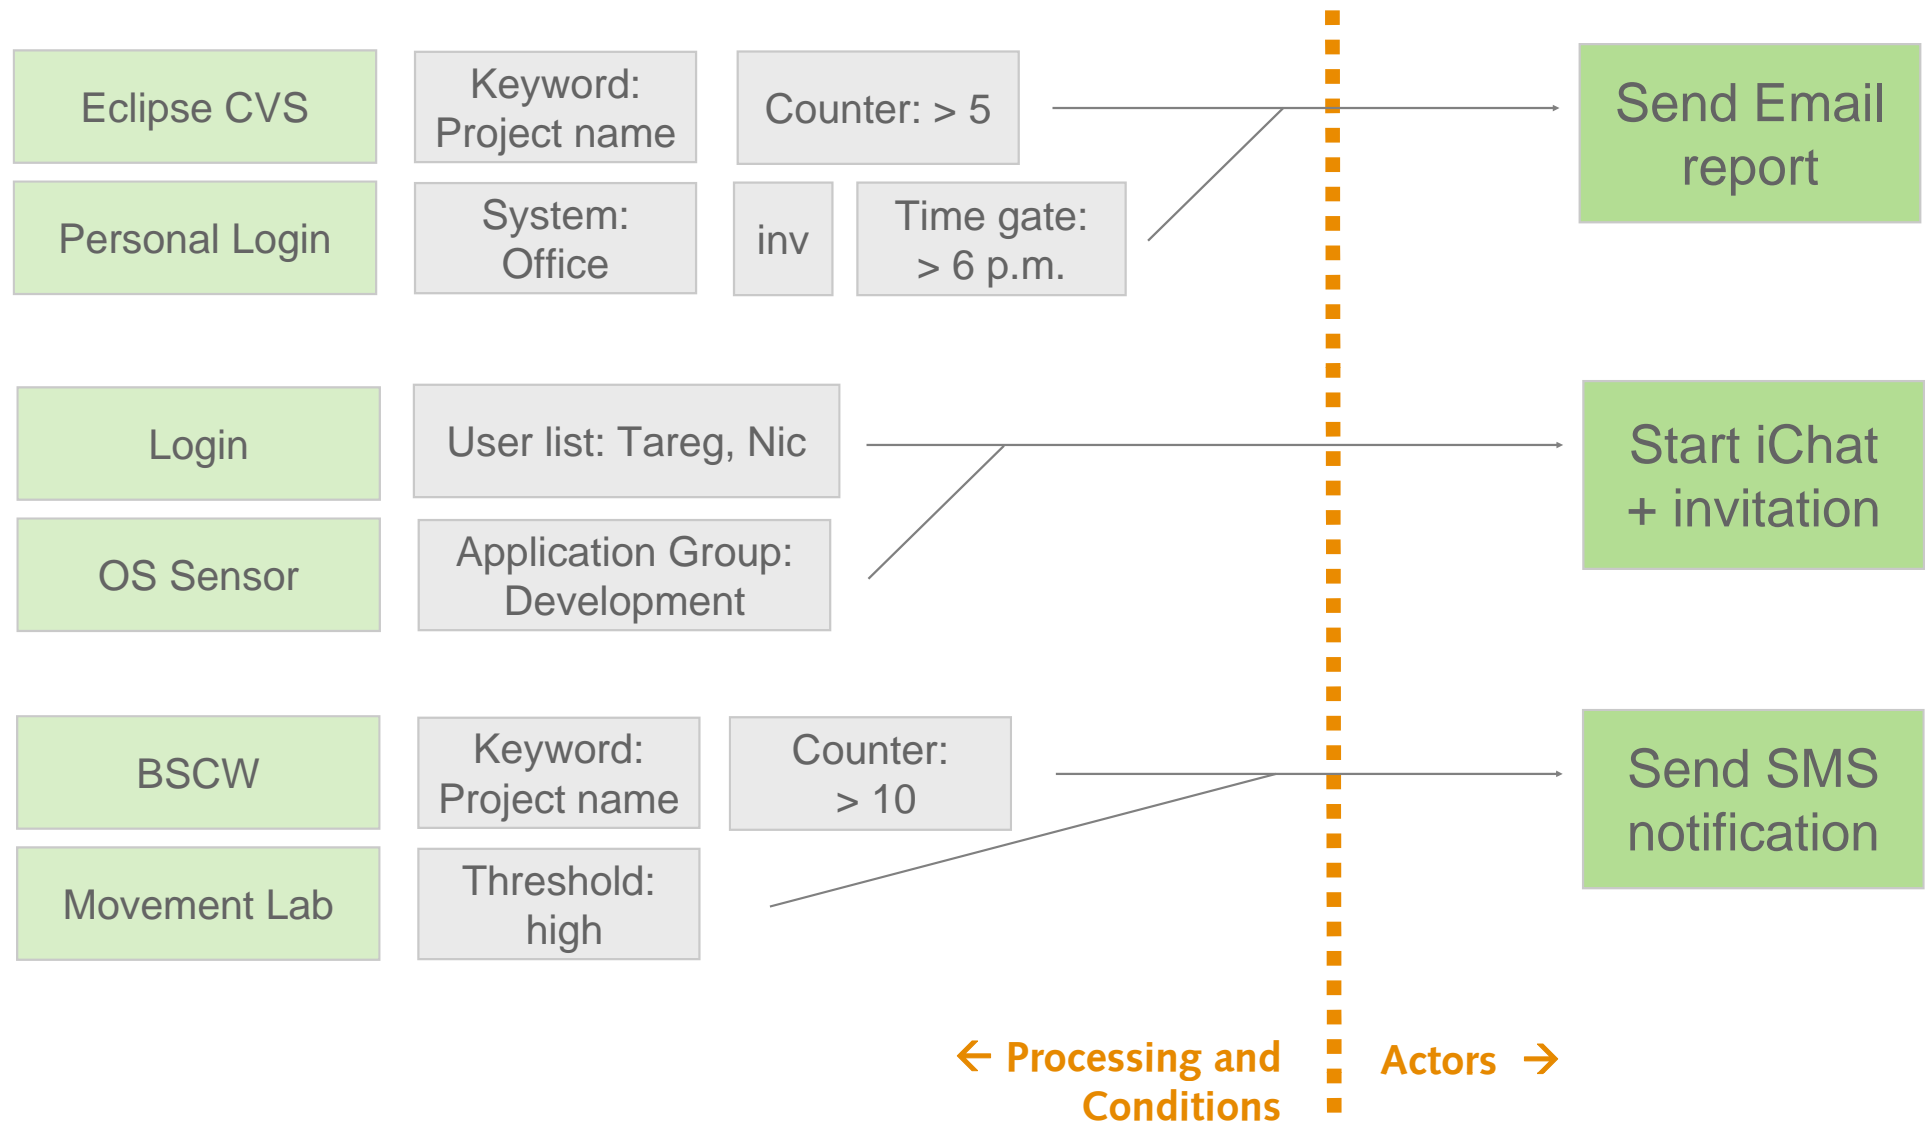 Eclipse CVS
Keyword:
Project name
Counter: > 5
Send Email
report
Personal Login
System:
Office
inv
Time gate:
> 6 p.m.
Login
User list: Tareg, Nic
Start iChat
+ invitation
OS Sensor
Application Group:
Development
BSCW
Keyword:
Project name
Counter:
> 10
Send SMS
notification
Movement Lab
Threshold:
high
← Processing and
Conditions
Actors →